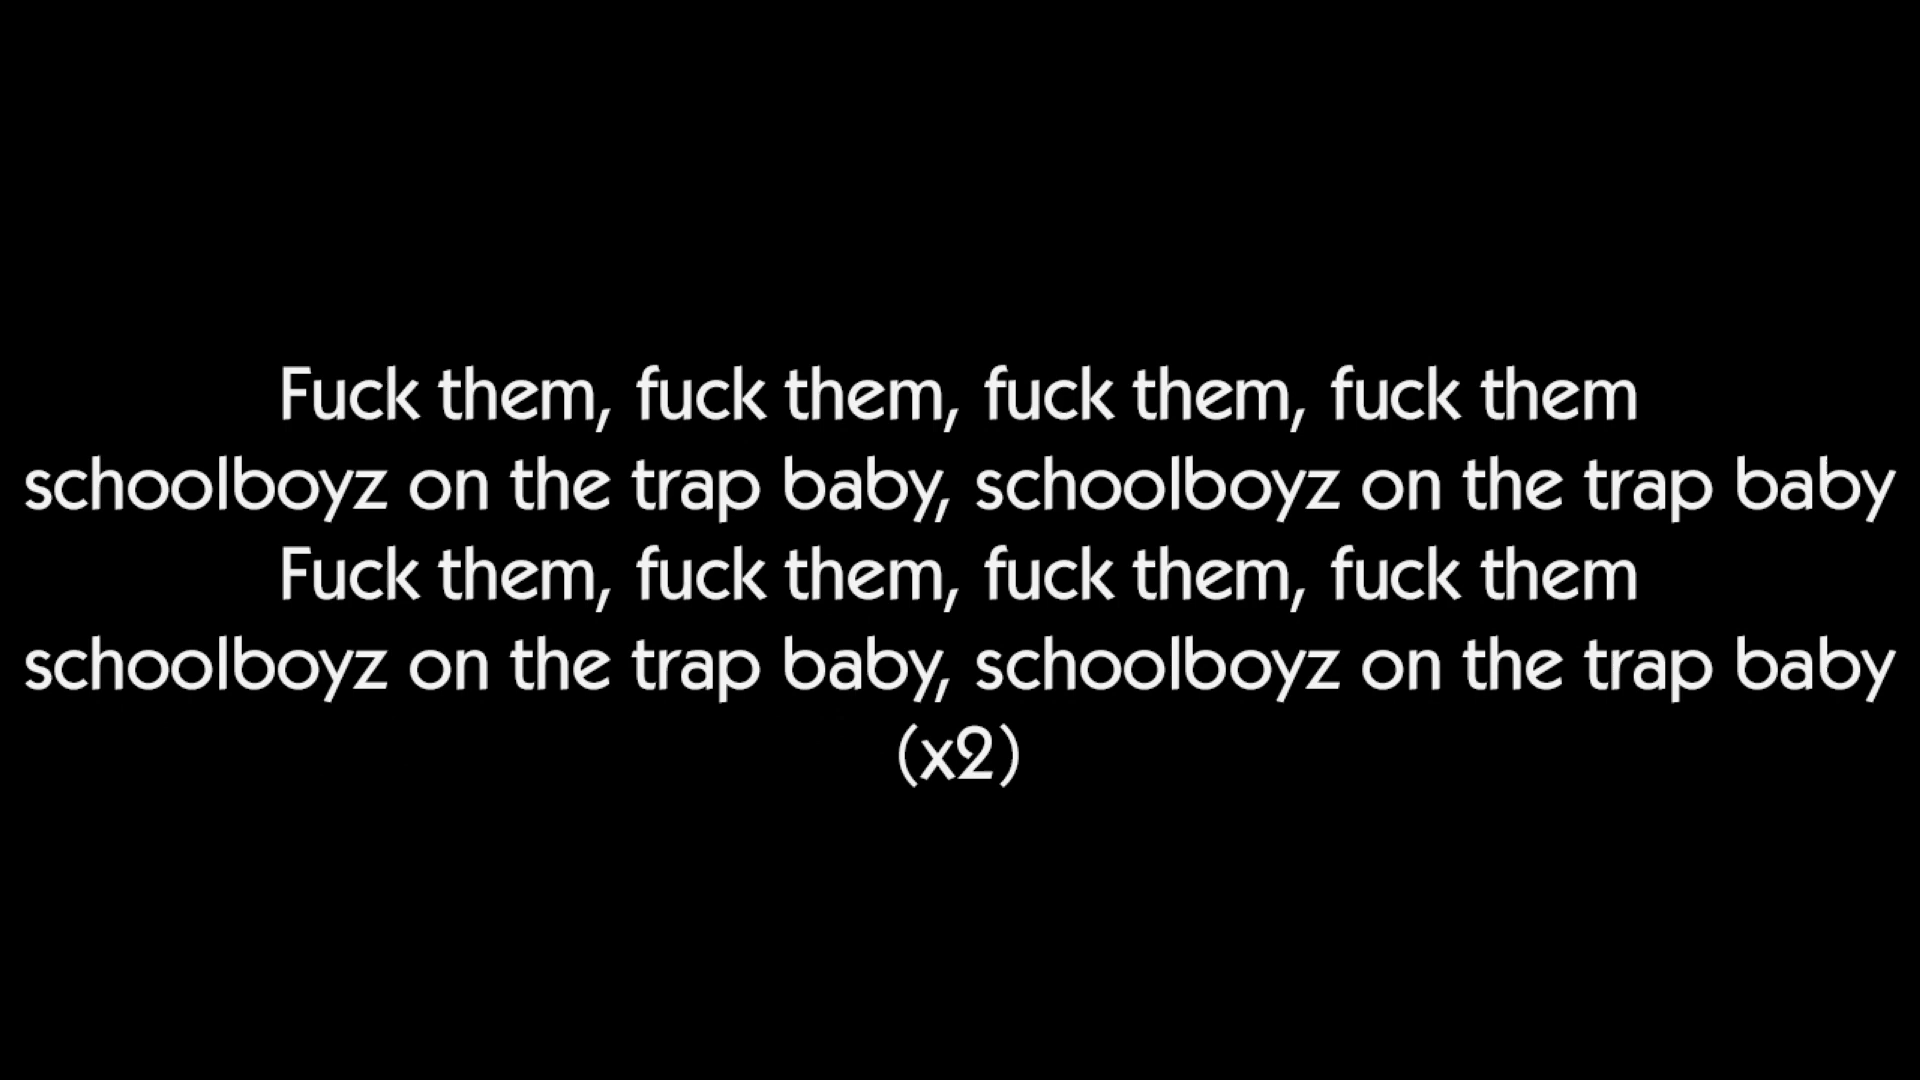 Fuck them, fuck them, fuck them, fuck them
schoolboyz on the trap baby, schoolboyz on the trap baby
Fuck them, fuck them, fuck them, fuck them
schoolboyz on the trap baby, schoolboyz on the trap baby
(x2)